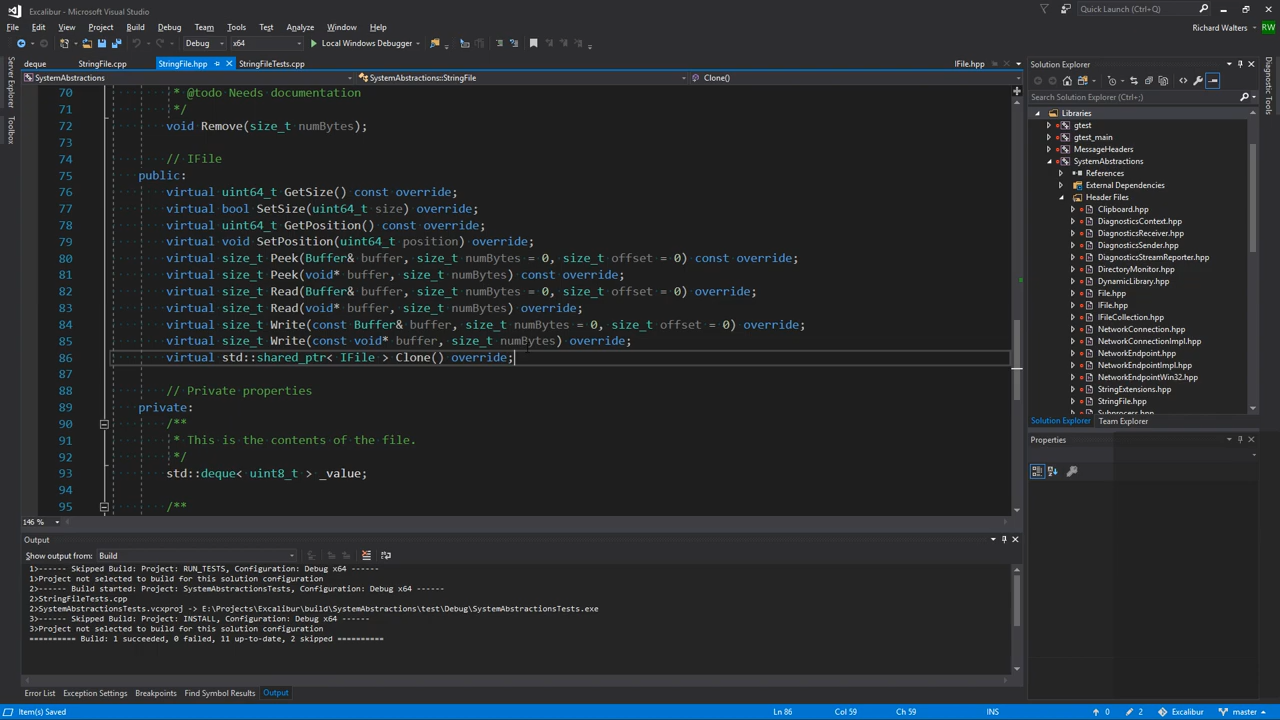 Excalibur - Microsoft Visual Studio
Quick Launch (Ctrl+Q)
File Edit View Project Build Debug Team Tools Test Analyze Window Help
Richard Walters RW
Debug x64 Local Windows Debugger
deque StringFile.cpp StringFile.hpp StringFileTests.cpp IFile.hpp
SystemAbstractions SystemAbstractions::StringFile Clone()
Server Explorer
Toolbox
70 * @todo Needs documentation
71 */
72 void Remove(size_t numBytes);
73
74 // IFile
75 public:
76 virtual uint64_t GetSize() const override;
77 virtual bool SetSize(uint64_t size) override;
78 virtual uint64_t GetPosition() const override;
79 virtual void SetPosition(uint64_t position) override;
80 virtual size_t Peek(Buffer& buffer, size_t numBytes = 0, size_t offset = 0) const override;
81 virtual size_t Peek(void* buffer, size_t numBytes) const override;
82 virtual size_t Read(Buffer& buffer, size_t numBytes = 0, size_t offset = 0) override;
83 virtual size_t Read(void* buffer, size_t numBytes) override;
84 virtual size_t Write(const Buffer& buffer, size_t numBytes = 0, size_t offset = 0) override;
85 virtual size_t Write(const void* buffer, size_t numBytes) override;
86 virtual std::shared_ptr< IFile > Clone() override;
87
88 // Private properties
89 private:
90 /**
91 * This is the contents of the file.
92 */
93 std::deque< uint8_t > _value;
94
95 /**
146 %
Output
Show output from: Build
1>------ Skipped Build: Project: RUN_TESTS, Configuration: Debug x64 ------
1>Project not selected to build for this solution configuration
2>------ Build started: Project: SystemAbstractionsTests, Configuration: Debug x64 ------
2>StringFileTests.cpp
2>SystemAbstractionsTests.vcxproj -> E:\Projects\Excalibur\build\SystemAbstractions\test\Debug\SystemAbstractionsTests.exe
3>------ Skipped Build: Project: INSTALL, Configuration: Debug x64 ------
3>Project not selected to build for this solution configuration
========== Build: 1 succeeded, 0 failed, 11 up-to-date, 2 skipped ==========
Error List Exception Settings Breakpoints Find Symbol Results Output
Solution Explorer
Search Solution Explorer (Ctrl+;)
Libraries
gtest
gtest_main
MessageHeaders
SystemAbstractions
References
External Dependencies
Header Files
Clipboard.hpp
DiagnosticsContext.hpp
DiagnosticsReceiver.hpp
DiagnosticsSender.hpp
DiagnosticsStreamReporter.hpp
DirectoryMonitor.hpp
DynamicLibrary.hpp
File.hpp
IFile.hpp
IFileCollection.hpp
NetworkConnection.hpp
NetworkConnectionImpl.hpp
NetworkEndpoint.hpp
NetworkEndpointImpl.hpp
NetworkEndpointWin32.hpp
StringExtensions.hpp
StringFile.hpp
Subprocess.hpp
Solution Explorer Team Explorer
Properties
Diagnostic Tools
Item(s) Saved Ln 86 Col 59 Ch 59 INS 0 2 Excalibur master